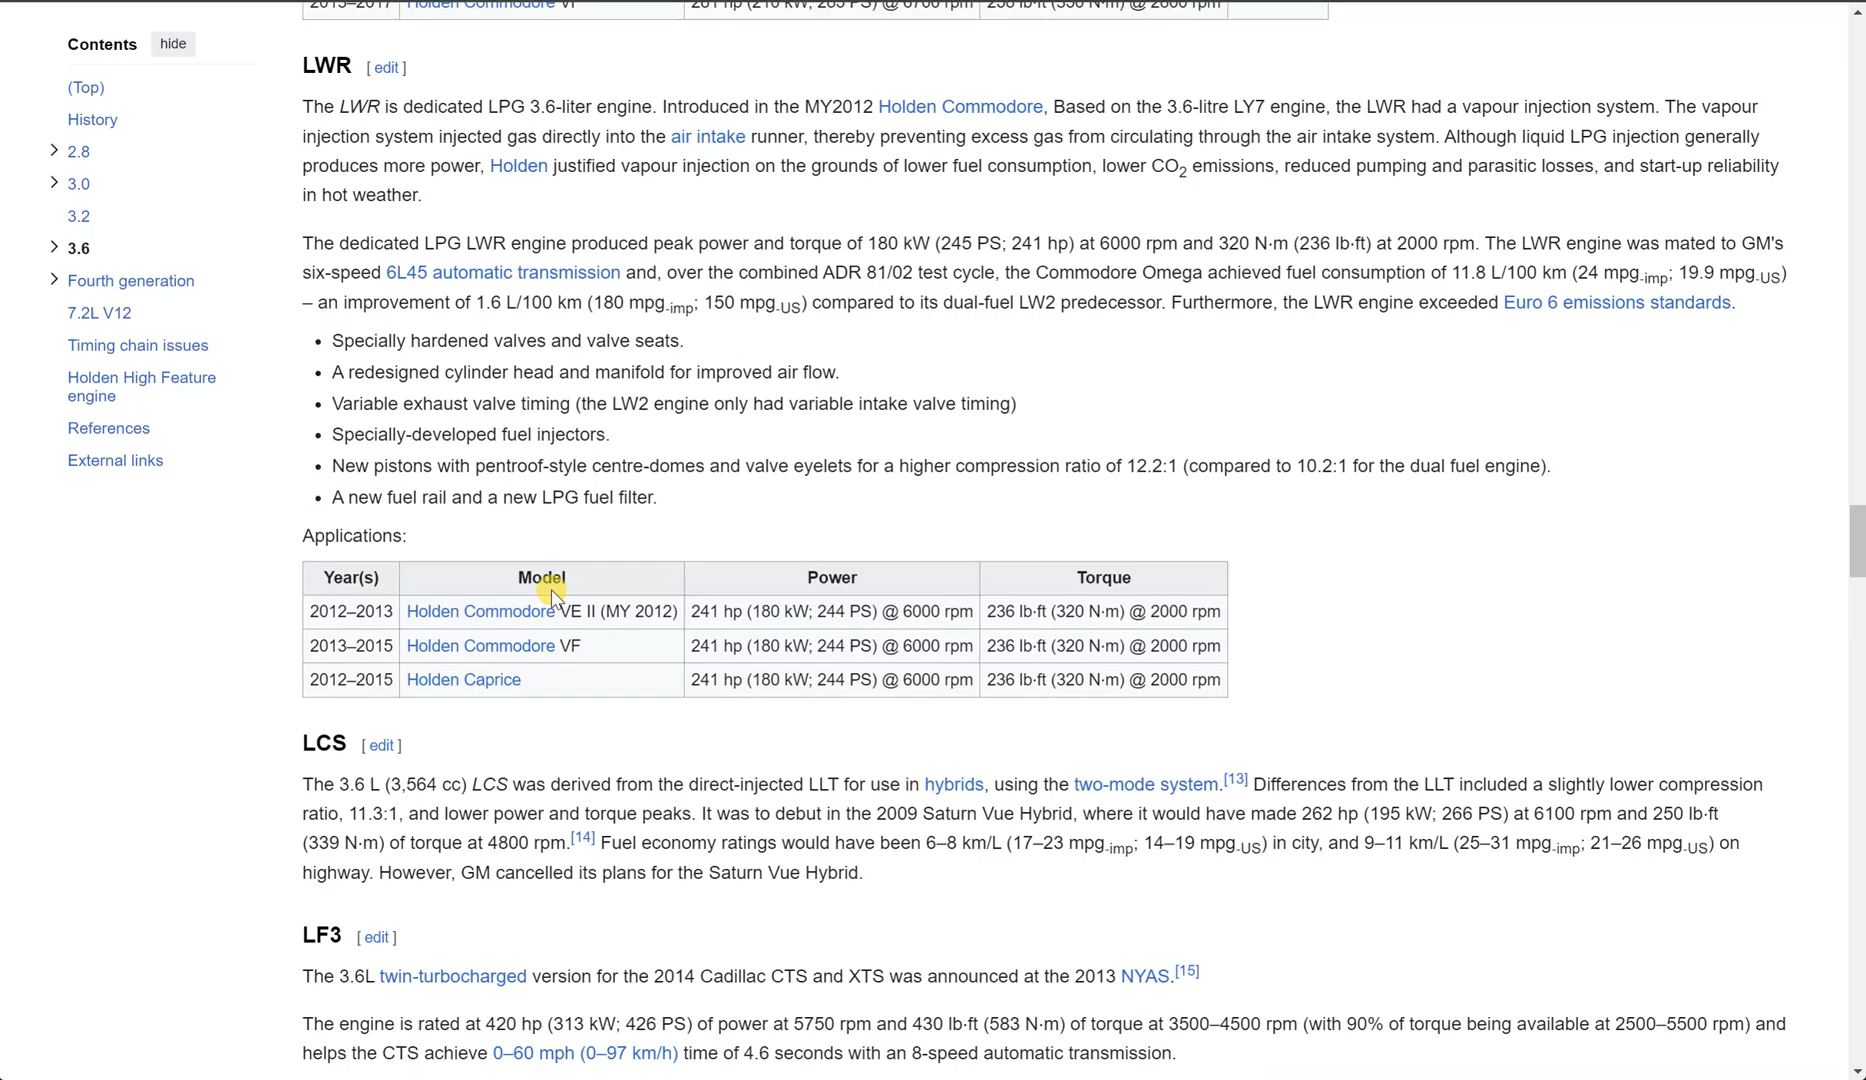 2013–2017 Holden Commodore VF 261 hp (210 kW; 285 PS) @ 6700 rpm 258 lb·ft (350 N·m) @ 2800 rpm
Contents hide
(Top)
History
2.8
3.0
3.2
3.6
Fourth generation
7.2L V12
Timing chain issues
Holden High Feature
engine
References
External links
LWR [ edit ]
The LWR is dedicated LPG 3.6-liter engine. Introduced in the MY2012 Holden Commodore, Based on the 3.6-litre LY7 engine, the LWR had a vapour injection system. The vapour
injection system injected gas directly into the air intake runner, thereby preventing excess gas from circulating through the air intake system. Although liquid LPG injection generally
produces more power, Holden justified vapour injection on the grounds of lower fuel consumption, lower CO2 emissions, reduced pumping and parasitic losses, and start-up reliability
in hot weather.
The dedicated LPG LWR engine produced peak power and torque of 180 kW (245 PS; 241 hp) at 6000 rpm and 320 N·m (236 lb·ft) at 2000 rpm. The LWR engine was mated to GM's
six-speed 6L45 automatic transmission and, over the combined ADR 81/02 test cycle, the Commodore Omega achieved fuel consumption of 11.8 L/100 km (24 mpg-imp; 19.9 mpg-US)
– an improvement of 1.6 L/100 km (180 mpg-imp; 150 mpg-US) compared to its dual-fuel LW2 predecessor. Furthermore, the LWR engine exceeded Euro 6 emissions standards.
• Specially hardened valves and valve seats.
• A redesigned cylinder head and manifold for improved air flow.
• Variable exhaust valve timing (the LW2 engine only had variable intake valve timing)
• Specially-developed fuel injectors.
• New pistons with pentroof-style centre-domes and valve eyelets for a higher compression ratio of 12.2:1 (compared to 10.2:1 for the dual fuel engine).
• A new fuel rail and a new LPG fuel filter.
Applications:
Year(s) Model Power Torque
2012–2013 Holden Commodore VE II (MY 2012) 241 hp (180 kW; 244 PS) @ 6000 rpm 236 lb·ft (320 N·m) @ 2000 rpm
2013–2015 Holden Commodore VF 241 hp (180 kW; 244 PS) @ 6000 rpm 236 lb·ft (320 N·m) @ 2000 rpm
2012–2015 Holden Caprice 241 hp (180 kW; 244 PS) @ 6000 rpm 236 lb·ft (320 N·m) @ 2000 rpm
LCS [ edit ]
The 3.6 L (3,564 cc) LCS was derived from the direct-injected LLT for use in hybrids, using the two-mode system.[13] Differences from the LLT included a slightly lower compression
ratio, 11.3:1, and lower power and torque peaks. It was to debut in the 2009 Saturn Vue Hybrid, where it would have made 262 hp (195 kW; 266 PS) at 6100 rpm and 250 lb·ft
(339 N·m) of torque at 4800 rpm.[14] Fuel economy ratings would have been 6–8 km/L (17–23 mpg-imp; 14–19 mpg-US) in city, and 9–11 km/L (25–31 mpg-imp; 21–26 mpg-US) on
highway. However, GM cancelled its plans for the Saturn Vue Hybrid.
LF3 [ edit ]
The 3.6L twin-turbocharged version for the 2014 Cadillac CTS and XTS was announced at the 2013 NYAS.[15]
The engine is rated at 420 hp (313 kW; 426 PS) of power at 5750 rpm and 430 lb·ft (583 N·m) of torque at 3500–4500 rpm (with 90% of torque being available at 2500–5500 rpm) and
helps the CTS achieve 0–60 mph (0–97 km/h) time of 4.6 seconds with an 8-speed automatic transmission.